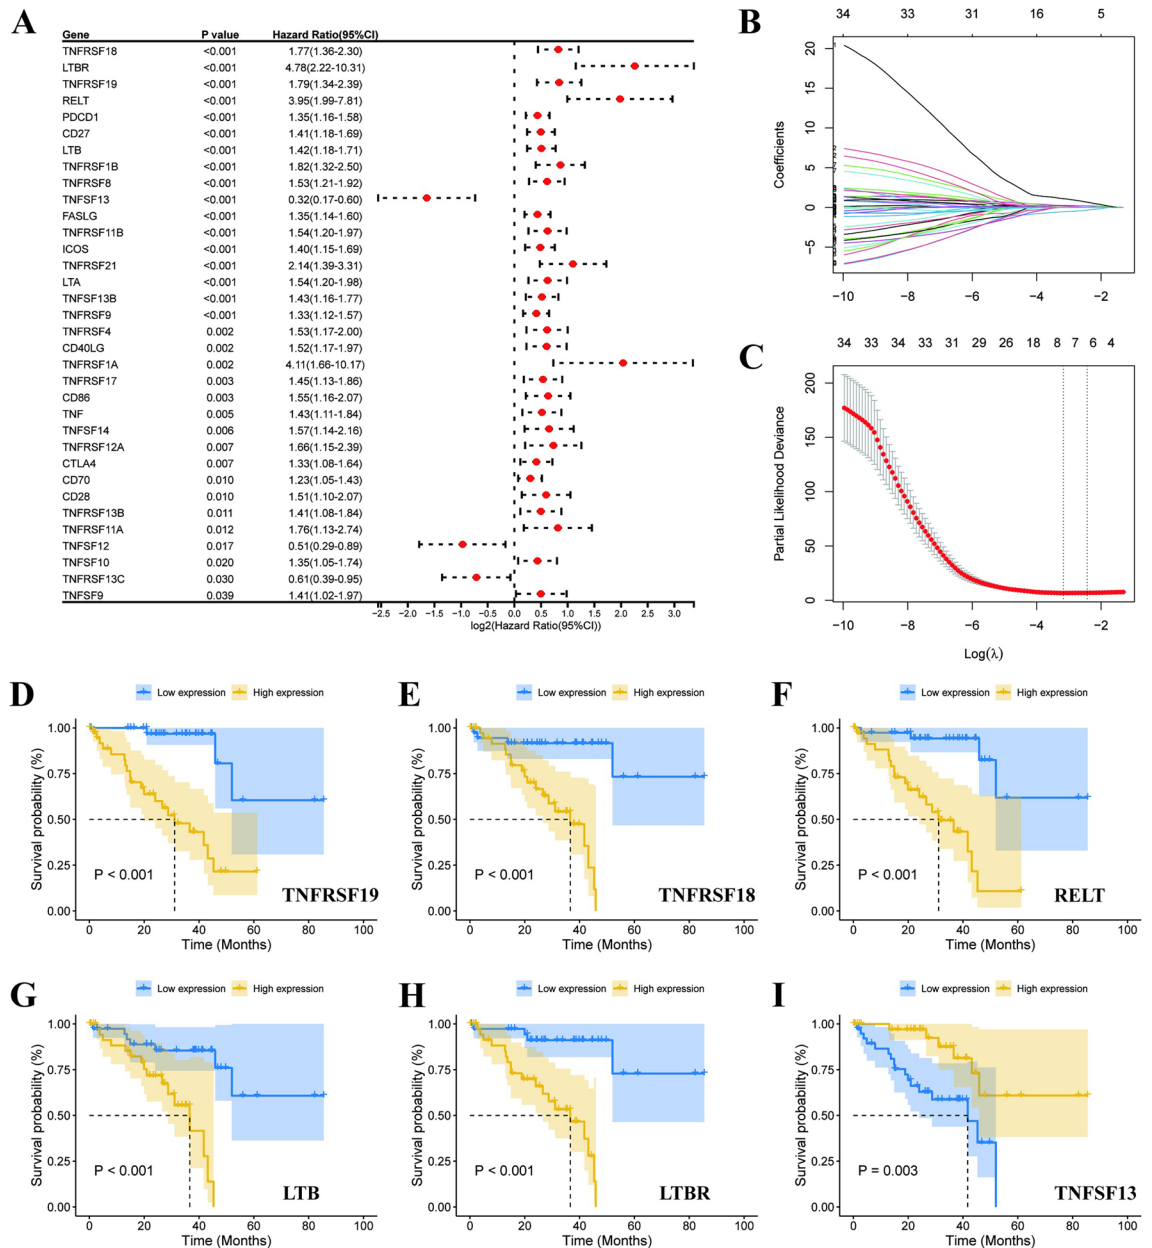 A
Gene P value Hazard Ratio(95%CI)
TNFRSF18 <0.001 1.77(1.36-2.30)
LTBR <0.001 4.78(2.22-10.31)
TNFRSF19 <0.001 1.79(1.34-2.39)
RELT <0.001 3.95(1.99-7.81)
PDCD1 <0.001 1.35(1.16-1.58)
CD27 <0.001 1.41(1.18-1.69)
LTB <0.001 1.42(1.18-1.71)
TNFRSF1B <0.001 1.82(1.32-2.50)
TNFRSF8 <0.001 1.53(1.21-1.92)
TNFSF13 <0.001 0.32(0.17-0.60)
FASLG <0.001 1.35(1.14-1.60)
TNFRSF11B <0.001 1.54(1.20-1.97)
ICOS <0.001 1.40(1.15-1.69)
TNFRSF21 <0.001 2.14(1.39-3.31)
LTA <0.001 1.54(1.20-1.98)
TNFSF13B <0.001 1.43(1.16-1.77)
TNFRSF9 <0.001 1.33(1.12-1.57)
TNFRSF4 0.002 1.53(1.17-2.00)
CD40LG 0.002 1.52(1.17-1.97)
TNFRSF1A 0.002 4.11(1.66-10.17)
TNFRSF17 0.003 1.45(1.13-1.86)
CD86 0.003 1.55(1.16-2.07)
TNF 0.005 1.43(1.11-1.84)
TNFSF14 0.006 1.57(1.14-2.16)
TNFRSF12A 0.007 1.66(1.15-2.39)
CTLA4 0.007 1.33(1.08-1.64)
CD70 0.010 1.23(1.05-1.43)
CD28 0.010 1.51(1.10-2.07)
TNFRSF13B 0.011 1.41(1.08-1.84)
TNFRSF11A 0.012 1.76(1.13-2.74)
TNFSF12 0.017 0.51(0.29-0.89)
TNFSF10 0.020 1.35(1.05-1.74)
TNFRSF13C 0.030 0.61(0.39-0.95)
TNFSF9 0.039 1.41(1.02-1.97)
-2.5 -2.0 -1.5 -1.0 -0.5 0.0 0.5 1.0 1.5 2.0 2.5 3.0
log2(Hazard Ratio(95%CI))
B
34 33 31 16 5
Coefficients
20
10
5
0
−5
−10 −8 −6 −4 −2
C
34 33 34 33 31 29 26 18 8 7 6 4
Partial Likelihood Deviance
200
150
100
50
0
−10 −8 −6 −4 −2
Log(λ)
D
Low expression High expression
Survival probability (%)
1.00
0.75
0.50
0.25
0.00
P < 0.001
TNFRSF19
0 20 40 60 80 100
Time (Months)
E
Low expression High expression
Survival probability (%)
1.00
0.75
0.50
0.25
0.00
P < 0.001
TNFRSF18
0 20 40 60 80 100
Time (Months)
F
Low expression High expression
Survival probability (%)
1.00
0.75
0.50
0.25
0.00
P < 0.001
RELT
0 20 40 60 80 100
Time (Months)
G
Low expression High expression
Survival probability (%)
1.00
0.75
0.50
0.25
0.00
P < 0.001
LTB
0 20 40 60 80 100
Time (Months)
H
Low expression High expression
Survival probability (%)
1.00
0.75
0.50
0.25
0.00
P < 0.001
LTBR
0 20 40 60 80 100
Time (Months)
I
Low expression High expression
Survival probability (%)
1.00
0.75
0.50
0.25
0.00
P = 0.003
TNFSF13
0 20 40 60 80 100
Time (Months)